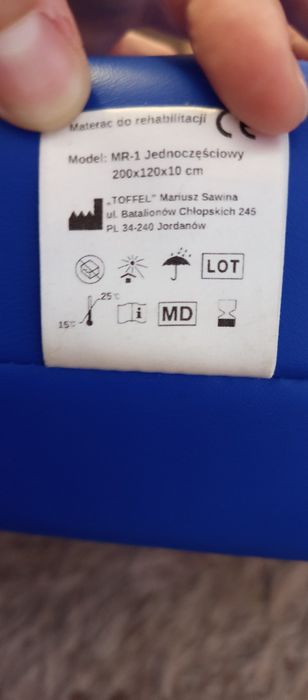 Materac do rehabilitacji CE
Model: MR-1 Jednoczęściowy
200x120x10 cm
„TOFFEL" Mariusz Sawina
ul. Batalionów Chłopskich 245
PL 34-240 Jordanów
LOT
25°C
15°C
i
MD